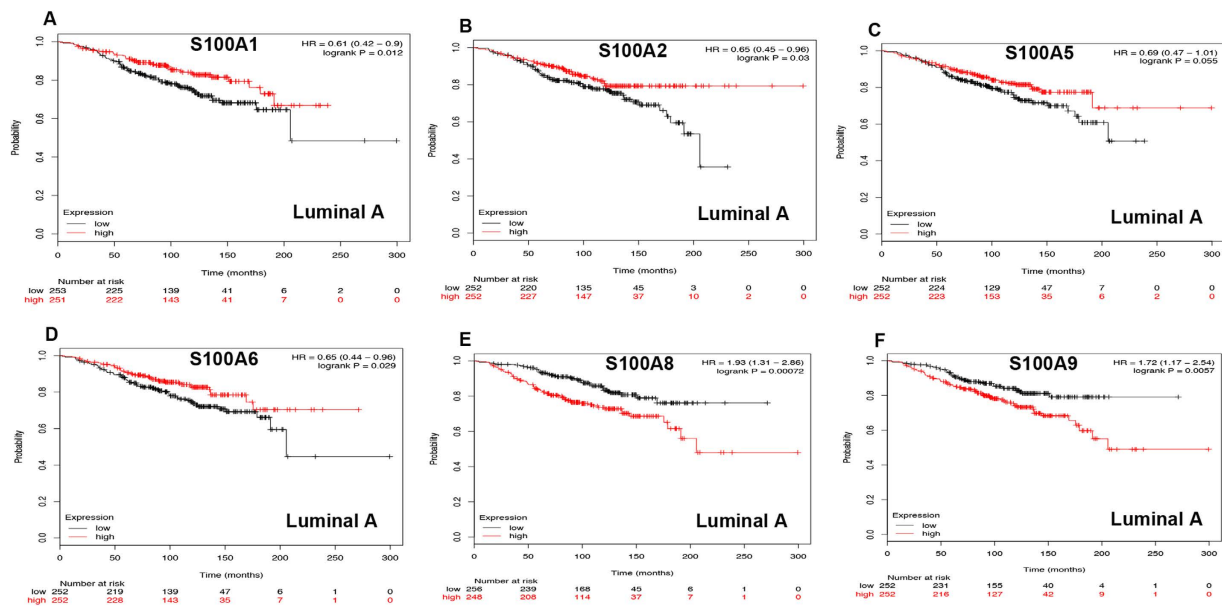 A
S100A1
HR = 0.61 (0.42 − 0.9)
logrank P = 0.012
Probability
1.0
0.8
0.6
0.4
0.2
0.0
Expression
low
high
Luminal A
0 50 100 150 200 250 300
Time (months)
Number at risk
low 253 225 139 41 6 2 0
high 251 222 143 41 7 0 0
B
S100A2
HR = 0.65 (0.45 − 0.96)
logrank P = 0.03
Probability
1.0
0.8
0.6
0.4
0.2
0.0
Expression
low
high
Luminal A
0 50 100 150 200 250 300
Time (months)
Number at risk
low 252 220 135 45 3 0 0
high 252 227 147 37 10 2 0
C
S100A5
HR = 0.69 (0.47 − 1.01)
logrank P = 0.055
Probability
1.0
0.8
0.6
0.4
0.2
0.0
Expression
low
high
Luminal A
0 50 100 150 200 250 300
Time (months)
Number at risk
low 252 224 129 47 7 0 0
high 252 223 153 35 6 2 0
D
S100A6
HR = 0.65 (0.44 − 0.96)
logrank P = 0.029
Probability
1.0
0.8
0.6
0.4
0.2
0.0
Expression
low
high
Luminal A
0 50 100 150 200 250 300
Time (months)
Number at risk
low 252 219 139 47 6 1 0
high 252 228 143 35 7 1 0
E
S100A8
HR = 1.93 (1.31 − 2.86)
logrank P = 0.00072
Probability
1.0
0.8
0.6
0.4
0.2
0.0
Expression
low
high
Luminal A
0 50 100 150 200 250 300
Time (months)
Number at risk
low 256 239 168 45 6 1 0
high 248 208 114 37 7 1 0
F
S100A9
HR = 1.72 (1.17 − 2.54)
logrank P = 0.0057
Probability
1.0
0.8
0.6
0.4
0.2
0.0
Expression
low
high
Luminal A
0 50 100 150 200 250 300
Time (months)
Number at risk
low 252 231 155 40 4 1 0
high 252 216 127 42 9 1 0